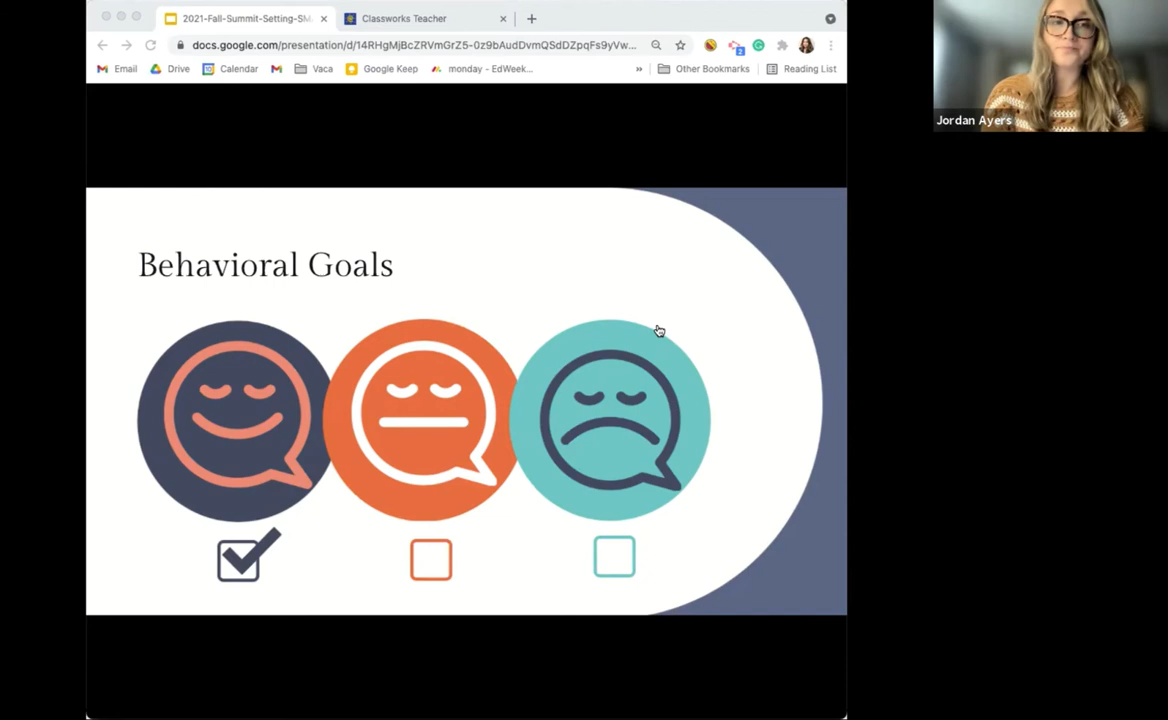 2021-Fall-Summit-Setting-SM
Classworks Teacher
docs.google.com/presentation/d/14RHgMjBcZRVmGrZ5-0z9bAudDvmQSdDZpqFs9yVw...
2
Email
Drive
Calendar
Vaca
Google Keep
monday - EdWeek...
»
Other Bookmarks
Reading List
Jordan Ayers
Behavioral Goals